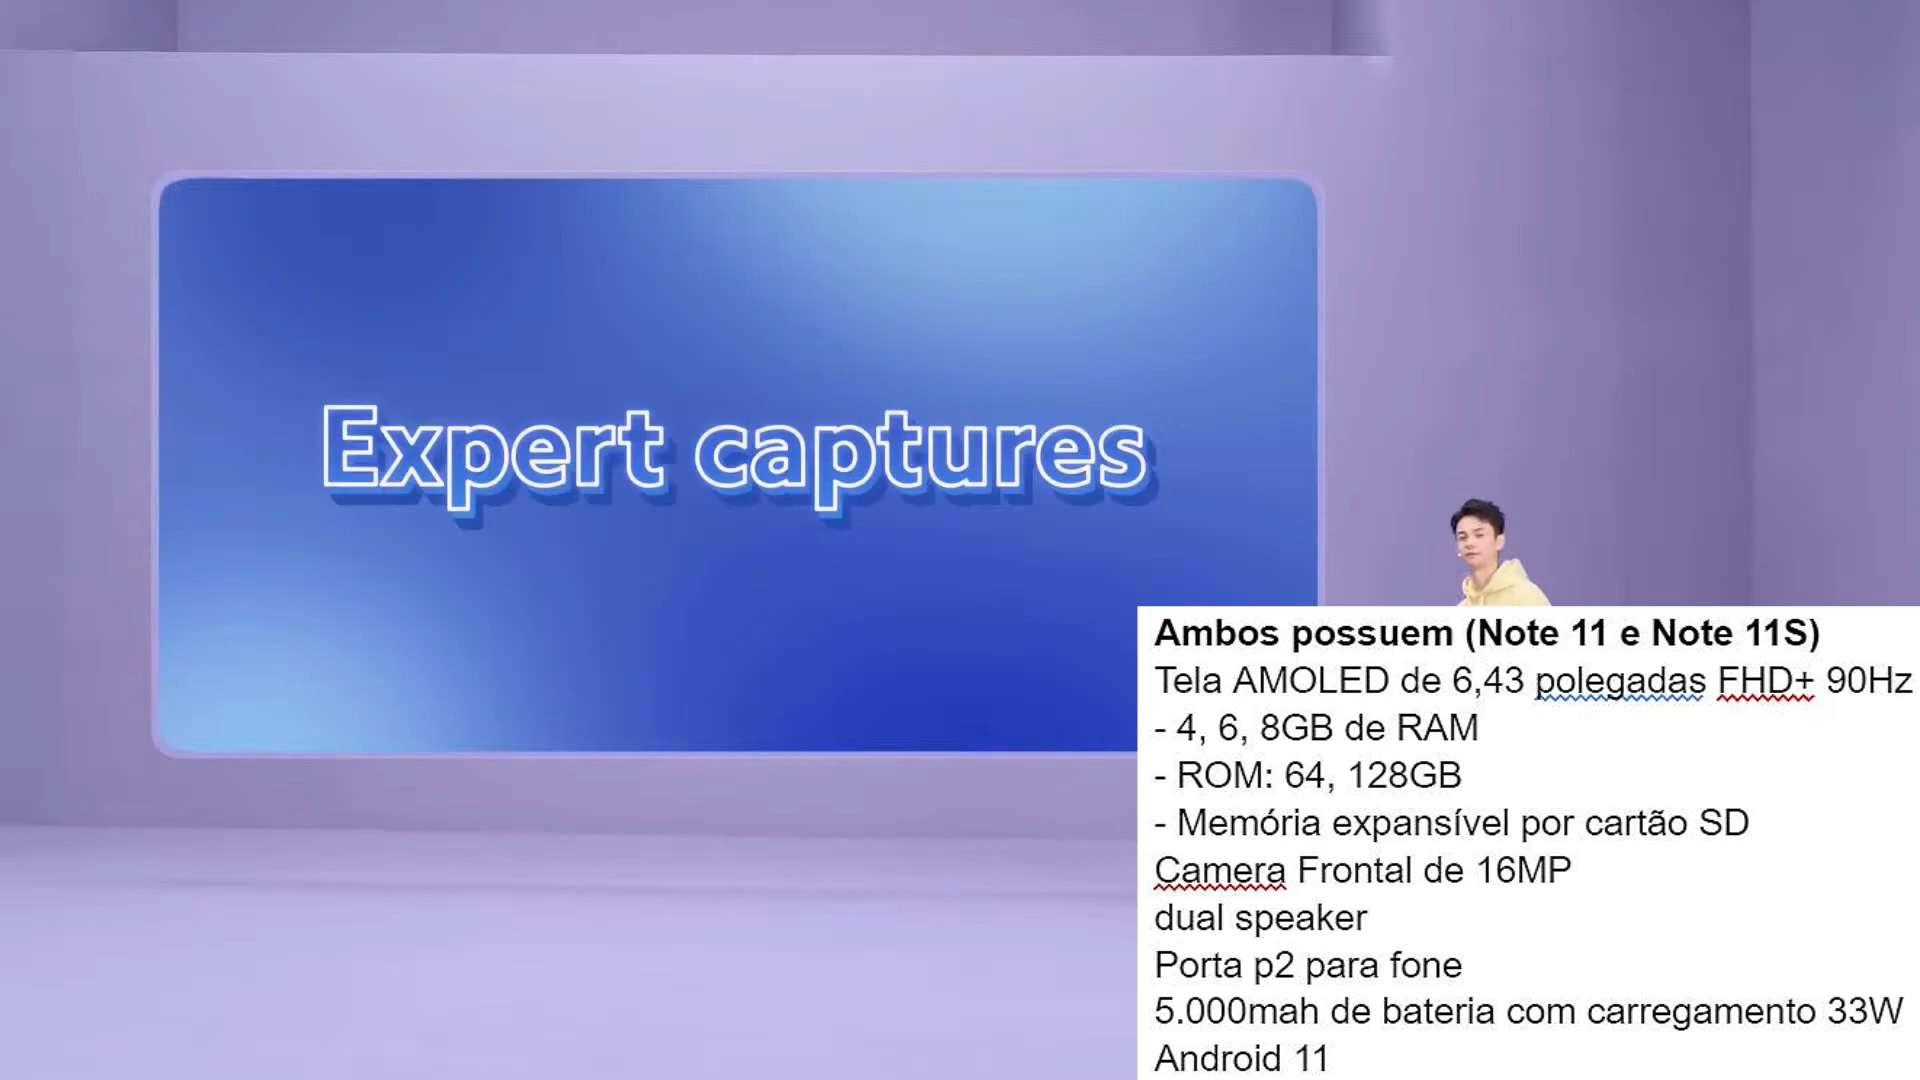 Expert captures
Ambos possuem (Note 11 e Note 11S)
Tela AMOLED de 6,43 polegadas FHD+ 90Hz
- 4, 6, 8GB de RAM
- ROM: 64, 128GB
- Memória expansível por cartão SD
Camera Frontal de 16MP
dual speaker
Porta p2 para fone
5.000mah de bateria com carregamento 33W
Android 11